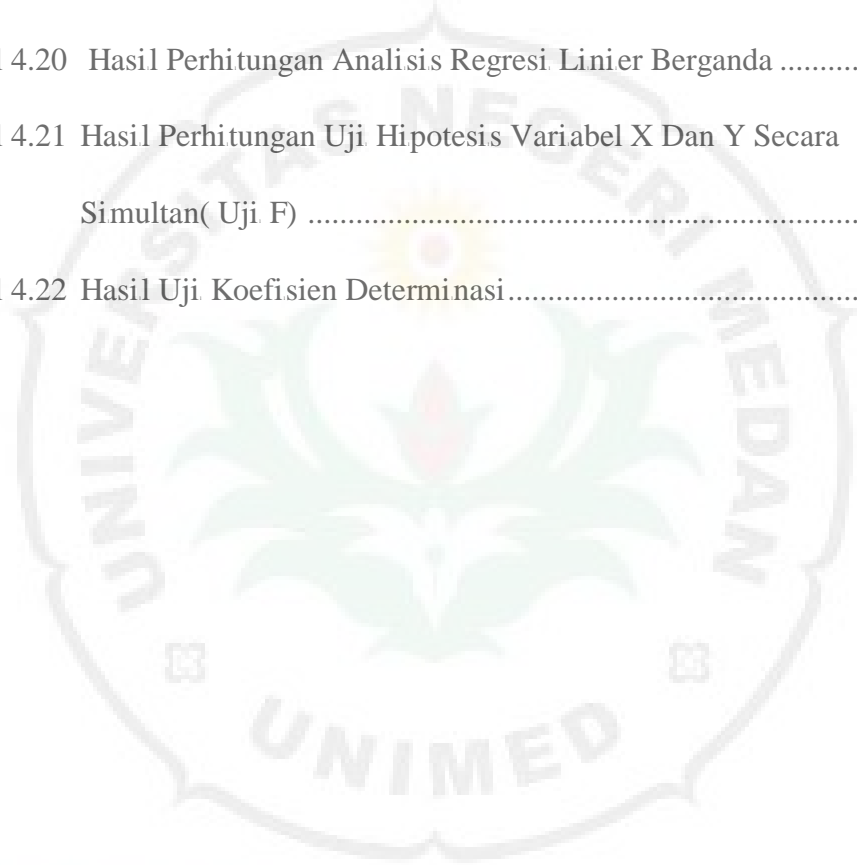 l 4.20 Hasil Perhitungan Analisis Regresi Linier Berganda ..........
l 4.21 Hasil Perhitungan Uji Hipotesis Variabel X Dan Y Secara
Simultan( Uji F) ............................................................
l 4.22 Hasil Uji Koefisien Determinasi......................................
UNIVERSITAS NEGERI MEDAN
UNIMED